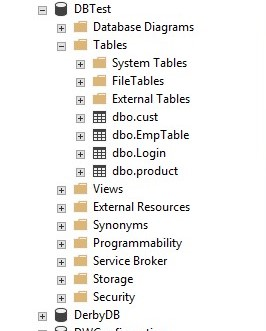 DBTest
Database Diagrams
Tables
System Tables
FileTables
External Tables
dbo.cust
dbo.EmpTable
dbo.Login
dbo.product
Views
External Resources
Synonyms
Programmability
Service Broker
Storage
Security
DerbyDB